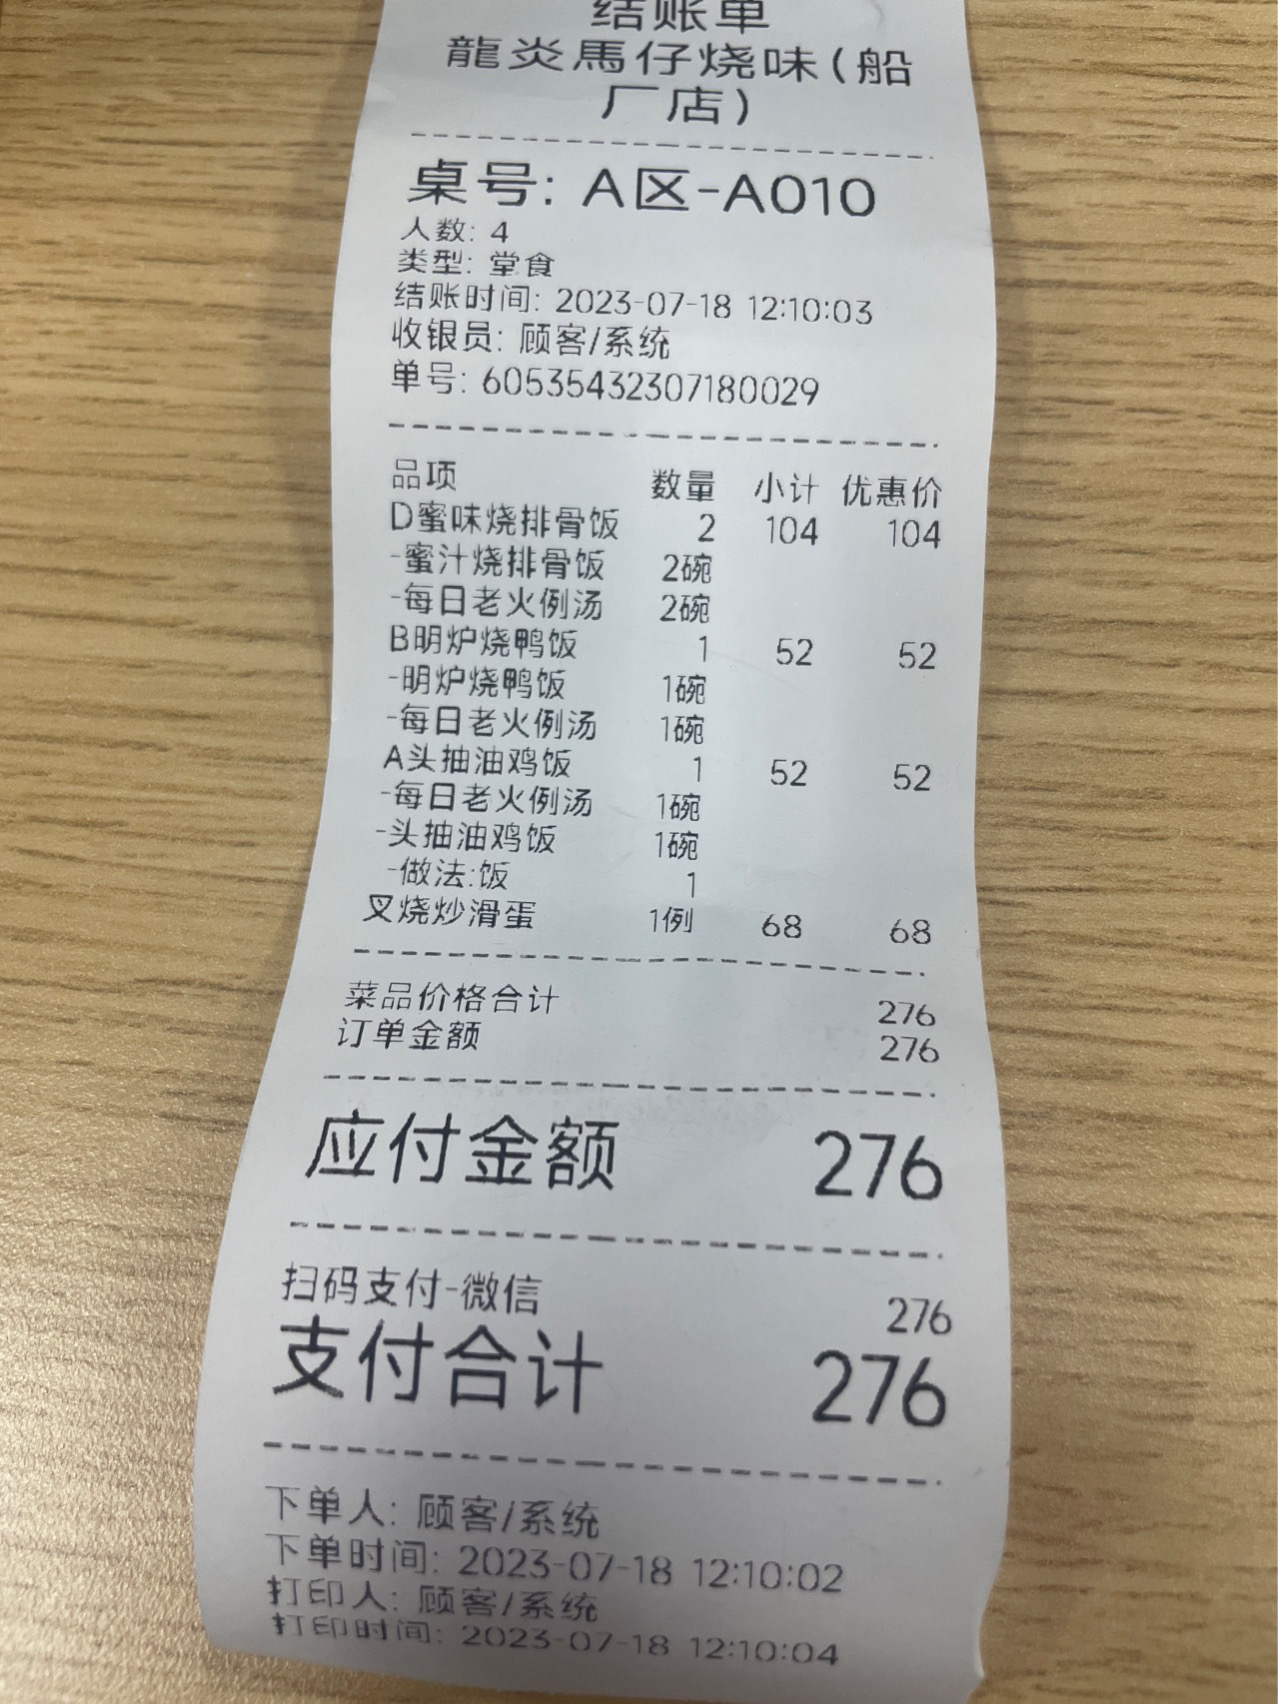 结账单
龍炎馬仔烧味(船
厂店)
桌号: A区-A010
人数: 4
类型: 堂食
结账时间: 2023-07-18 12:10:03
收银员: 顾客/系统
单号: 60535432307180029
品项 数量 小计 优惠价
D蜜味烧排骨饭 2 104 104
-蜜汁烧排骨饭 2碗
-每日老火例汤 2碗
B明炉烧鸭饭 1 52 52
-明炉烧鸭饭 1碗
-每日老火例汤 1碗
A头抽油鸡饭 1 52 52
-每日老火例汤 1碗
-头抽油鸡饭 1碗
-做法:饭 1
叉烧炒滑蛋 1例 68 68
菜品价格合计 276
订单金额 276
应付金额 276
扫码支付-微信 276
支付合计 276
下单人: 顾客/系统
下单时间: 2023-07-18 12:10:02
打印人: 顾客/系统
打印时间: 2023-07-18 12:10:04